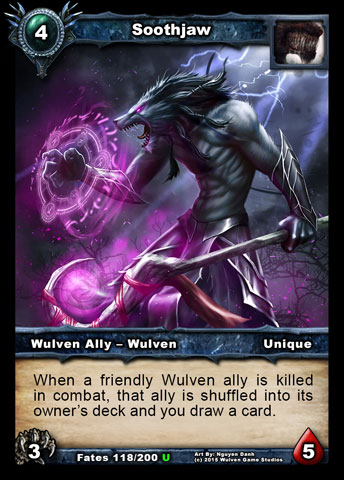 4
Soothjaw
Wulven Ally – Wulven Unique
When a friendly Wulven ally is killed
in combat, that ally is shuffled into its
owner's deck and you draw a card.
3
Fates 118/200 U
Art By: Nguyen Danh
(c) 2015 Wulven Game Studios
5